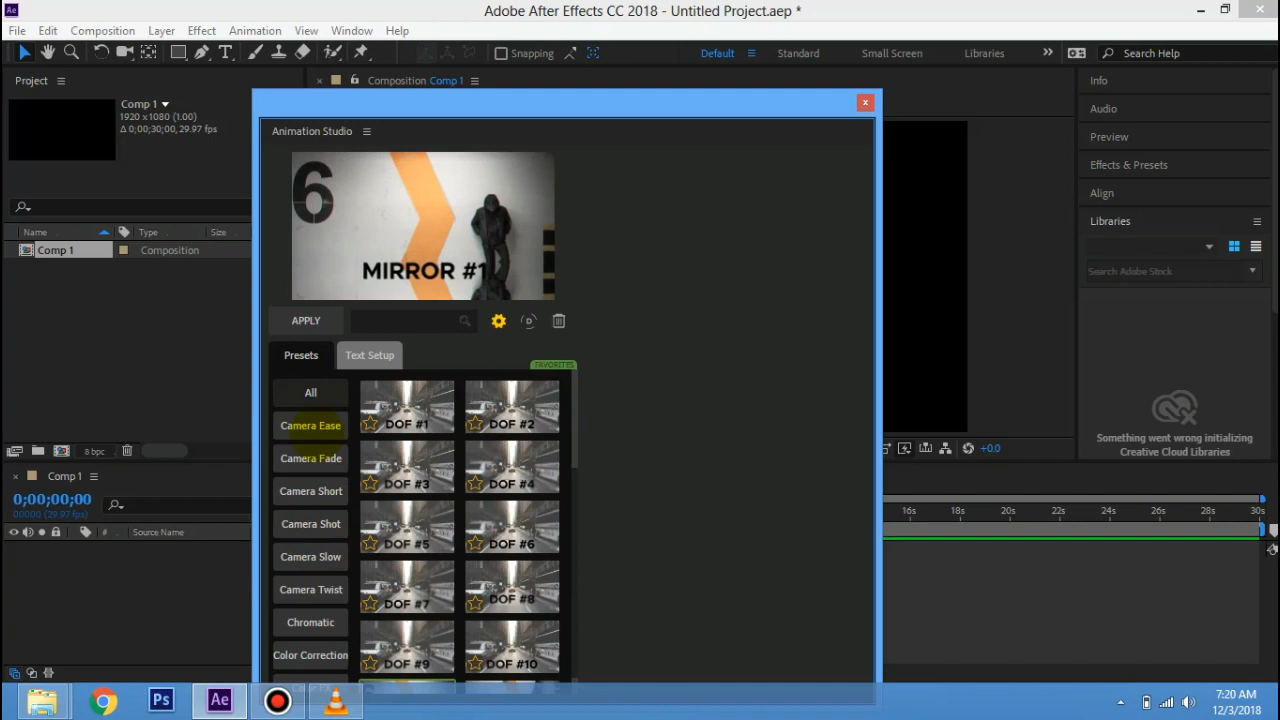 Ae
Adobe After Effects CC 2018 - Untitled Project.aep *
File Edit Composition Layer Effect Animation View Window Help
Snapping
Default
Standard
Small Screen
Libraries
Search Help
Project
Composition Comp 1
Info
Comp 1
1920 x 1080 (1.00)
Δ 0;00;30;00, 29.97 fps
Audio
Preview
Effects & Presets
Align
Libraries
Search Adobe Stock
Something went wrong initializing
Creative Cloud Libraries
Name Type Size
Comp 1 Composition
8 bpc
+0.0
Animation Studio
6
MIRROR #1
APPLY
D
Presets
Text Setup
FAVORITES
All
Camera Ease
Camera Fade
Camera Short
Camera Shot
Camera Slow
Camera Twist
Chromatic
Color Correction
DOF #1
DOF #2
DOF #3
DOF #4
DOF #5
DOF #6
DOF #7
DOF #8
DOF #9
DOF #10
Comp 1
0;00;00;00
00000 (29.97 fps)
# Source Name
16s 18s 20s 22s 24s 26s 28s 30s
Ps
Ae
7:20 AM
12/3/2018